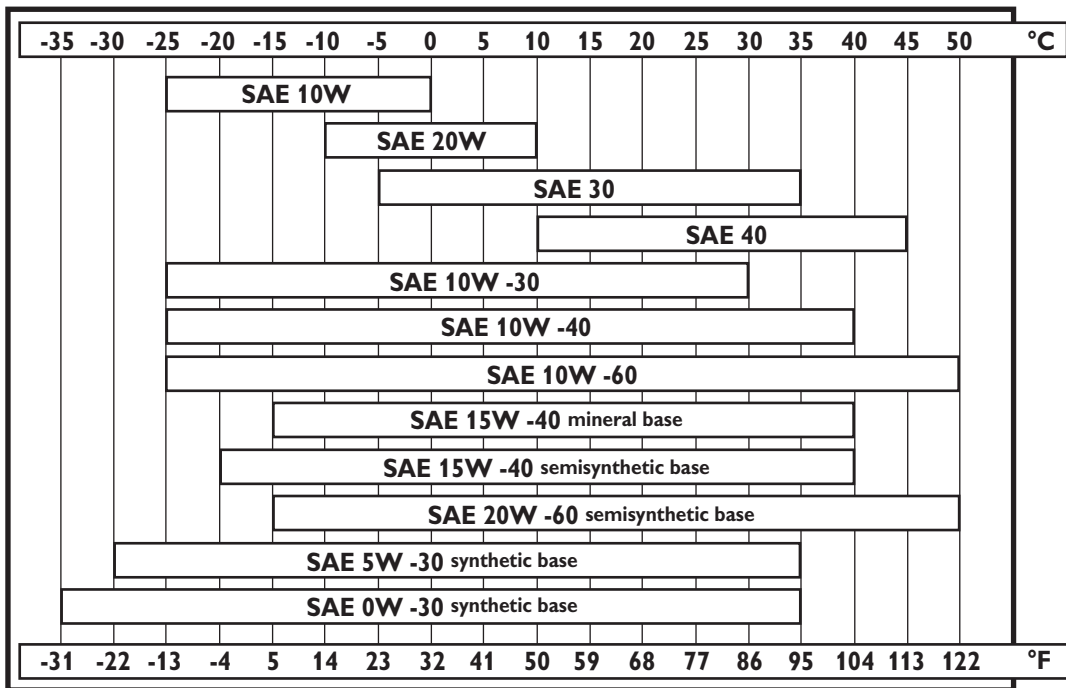 -35 -30 -25 -20 -15 -10 -5 0 5 10 15 20 25 30 35 40 45 50 °C
SAE 10W
SAE 20W
SAE 30
SAE 40
SAE 10W -30
SAE 10W -40
SAE 10W -60
SAE 15W -40 mineral base
SAE 15W -40 semisynthetic base
SAE 20W -60 semisynthetic base
SAE 5W -30 synthetic base
SAE 0W -30 synthetic base
-31 -22 -13 -4 5 14 23 32 41 50 59 68 77 86 95 104 113 122 °F